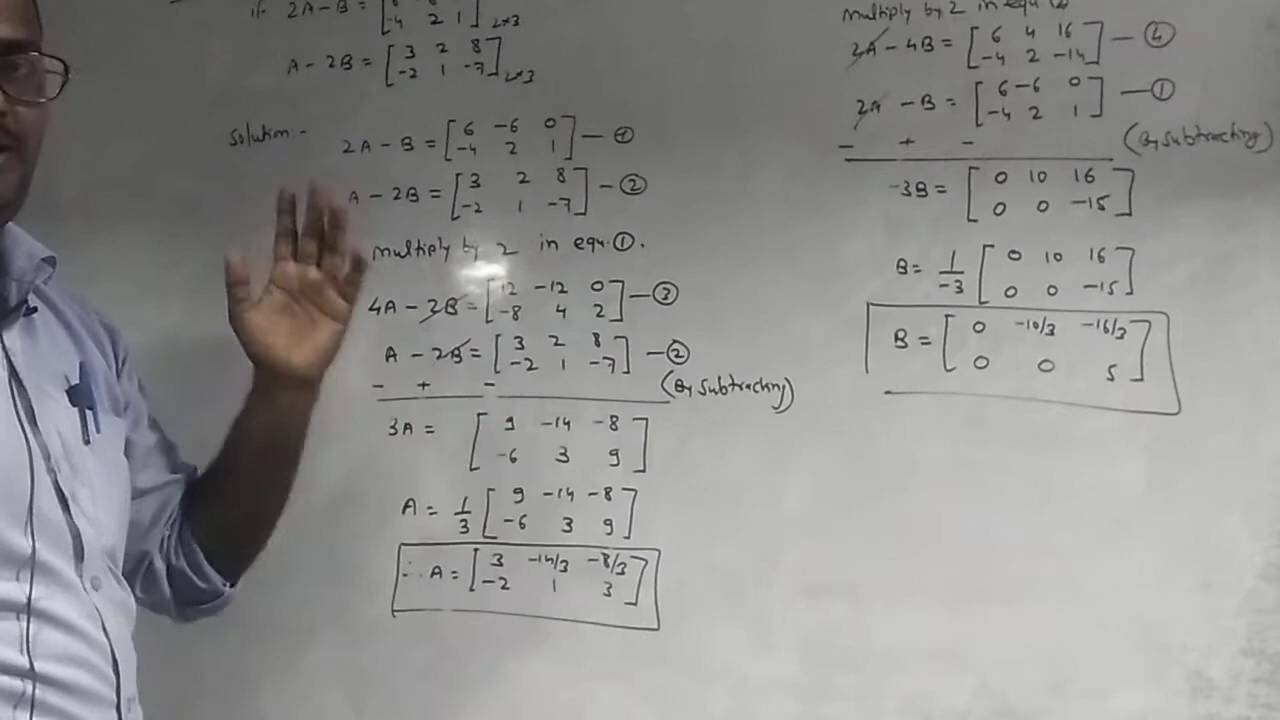 if 2A-B = [
-4 2 1]2×3
A-2B = [3 2 8
-2 1 -7]2×3
Solution:-
2A-B = [6 -6 0
-4 2 1] —①
A-2B = [3 2 8
-2 1 -7] —②
multiply by 2 in equ.①.
4A-2B = [12 -12 0
-8 4 2] —③
A-2B = [3 2 8
-2 1 -7] —②
- + -
(By subtracting)
3A = [9 -14 -8
-6 3 9]
A = 1/3 [9 -14 -8
-6 3 9]
∴ A = [3 -14/3 -8/3
-2 1 3]
multiply by 2 in equ.②
2A-4B = [6 4 16
-4 2 -14] —④
2A-B = [6 -6 0
-4 2 1] —①
- + -
(By subtracting)
-3B = [0 10 16
0 0 -15]
B = 1/-3 [0 10 16
0 0 -15]
B = [0 -10/3 -16/3
0 0 5]